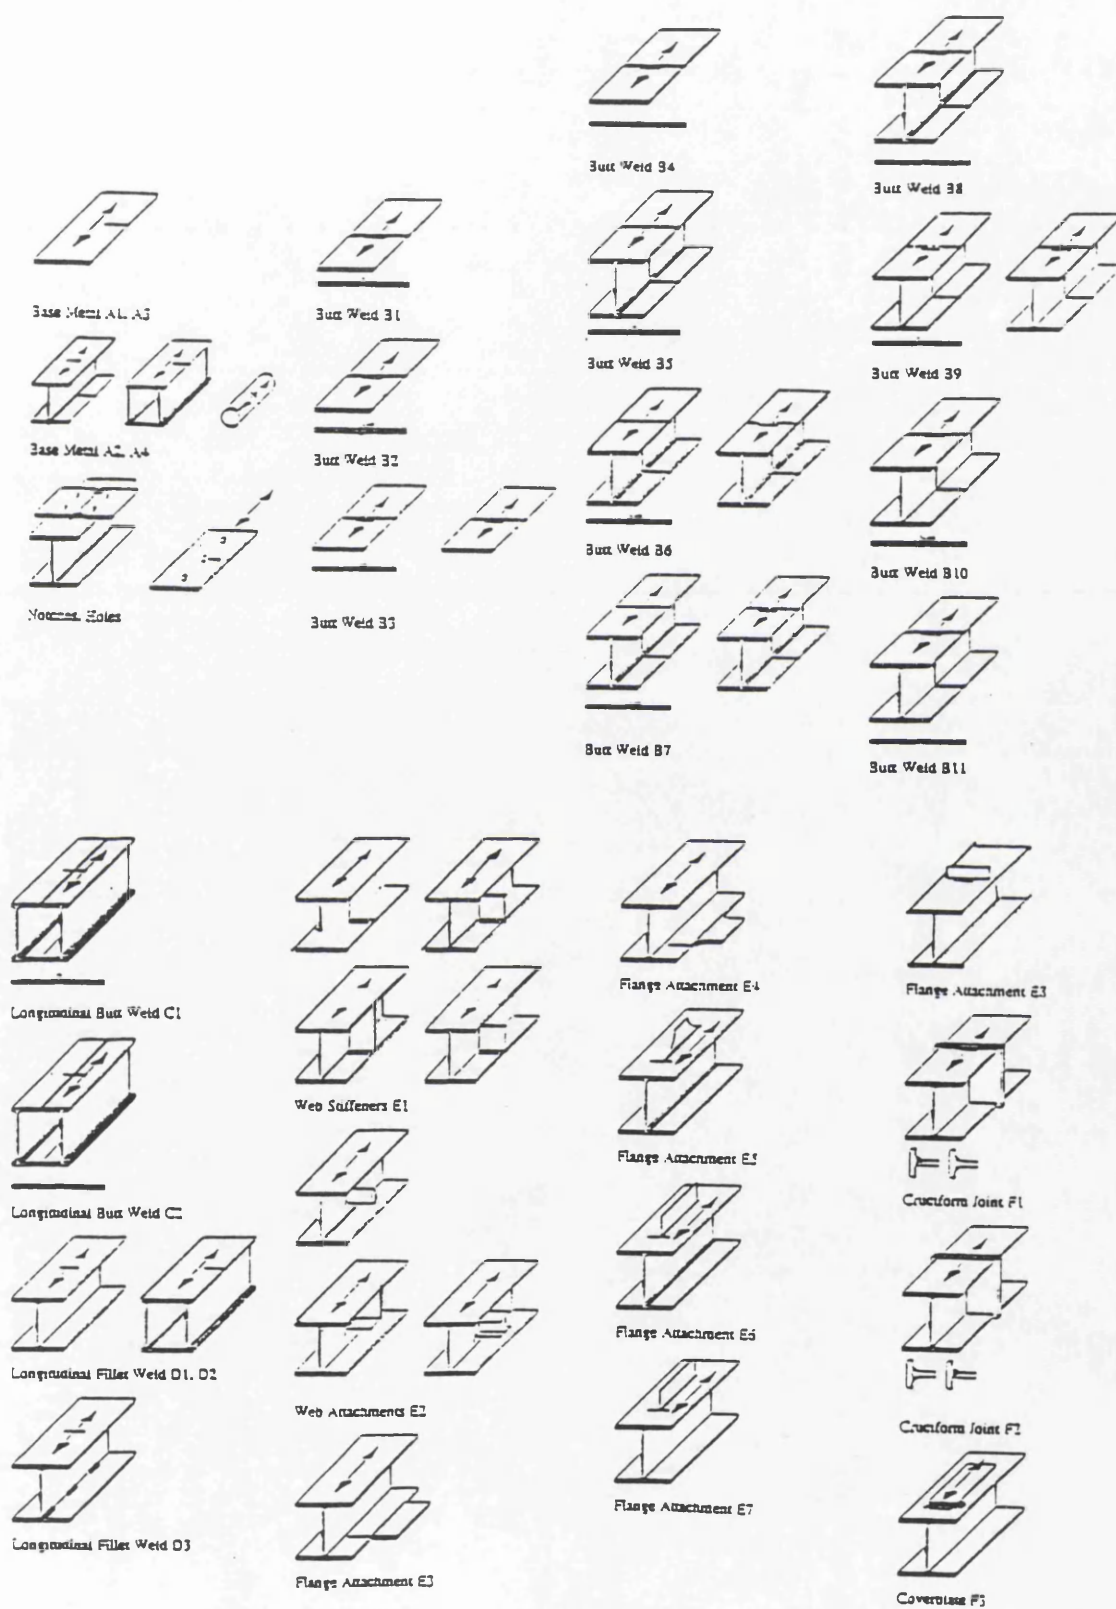 Butt Weld B4
Butt Weld B8
Base Metal A1, A3
Butt Weld B1
Butt Weld B5
Butt Weld B9
Base Metal A2, A4
Butt Weld B2
Butt Weld B6
Butt Weld B10
Notches, Holes
Butt Weld B3
Butt Weld B7
Butt Weld B11
Longitudinal Butt Weld C1
Flange Attachment E4
Flange Attachment E3
Web Stiffeners E1
Flange Attachment E5
Longitudinal Butt Weld C2
Cruciform Joint F1
Longitudinal Fillet Weld D1, D2
Web Attachments E2
Flange Attachment E6
Cruciform Joint F2
Longitudinal Fillet Weld D3
Flange Attachment E3
Flange Attachment E7
Coverplate F3